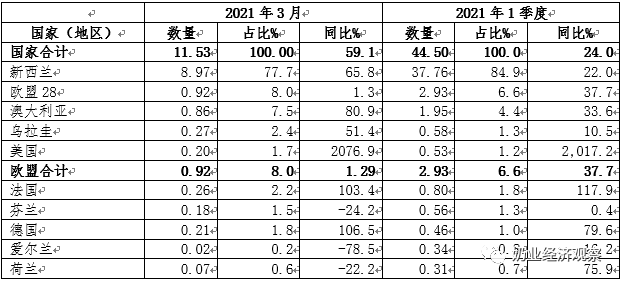 2021 年 3 月 2021 年 1 季度
国家（地区） 数量 占比% 同比% 数量 占比% 同比%
国家合计 11.53 100.00 59.1 44.50 100.0 24.0
新西兰 8.97 77.7 65.8 37.76 84.9 22.0
欧盟 28 0.92 8.0 1.3 2.93 6.6 37.7
澳大利亚 0.86 7.5 80.9 1.95 4.4 33.6
乌拉圭 0.27 2.4 51.4 0.58 1.3 10.5
美国 0.20 1.7 2076.9 0.53 1.2 2,017.2
欧盟合计 0.92 8.0 1.29 2.93 6.6 37.7
法国 0.26 2.2 103.4 0.80 1.8 117.9
芬兰 0.18 1.5 -24.2 0.56 1.3 0.4
德国 0.21 1.8 106.5 0.46 1.0 79.6
爱尔兰 0.02 0.2 -78.5 0.34
荷兰 0.07 0.6 -22.2 0.31 0.7 75.9
奶业经济观察